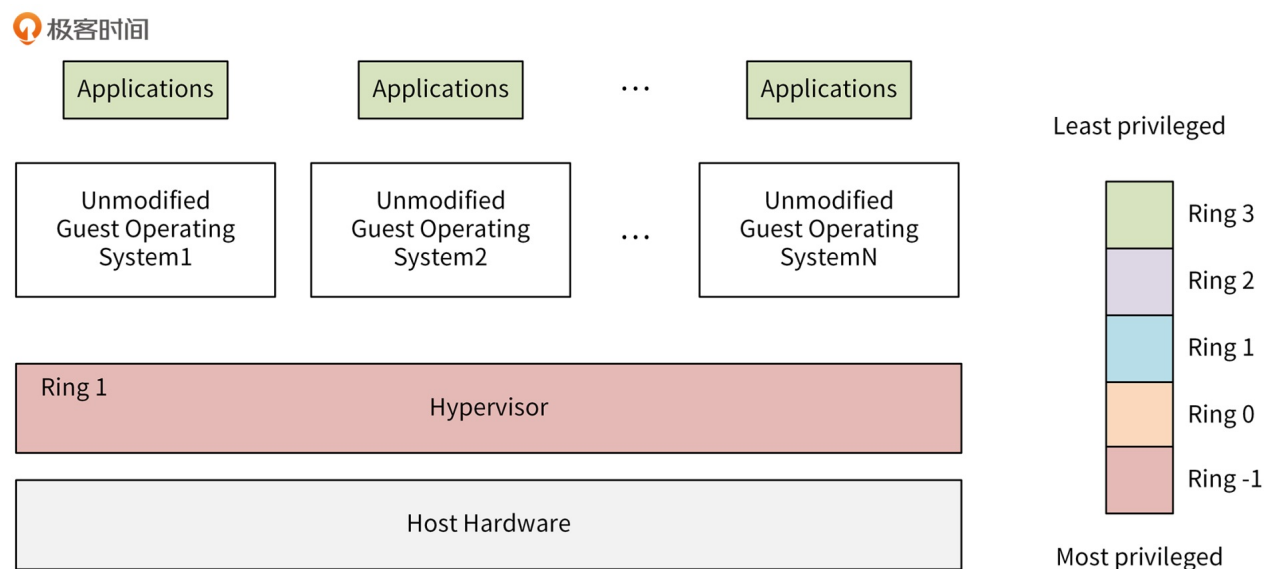 极客时间
Applications
Applications
...
Applications
Least privileged
Unmodified
Guest Operating
System1
Unmodified
Guest Operating
System2
...
Unmodified
Guest Operating
SystemN
Ring 3
Ring 2
Ring 1
Ring 0
Ring -1
Ring 1
Hypervisor
Host Hardware
Most privileged